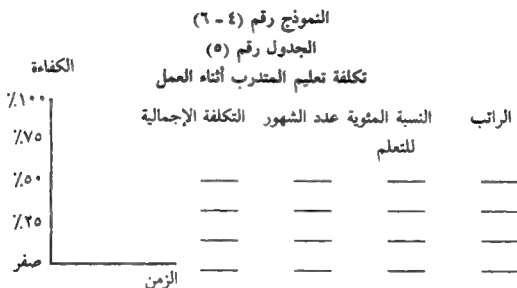 النموذج رقم (٤ - ٦)
الجدول رقم (٥)
تكلفة تعليم المتدرب أثناء العمل
الكفاءة
الراتب النسبة المئوية للتعلم عدد الشهور التكلفة الإجمالية
٪١٠٠
٪٧٥
٪٥٠
٪٢٥
صفر
الزمن